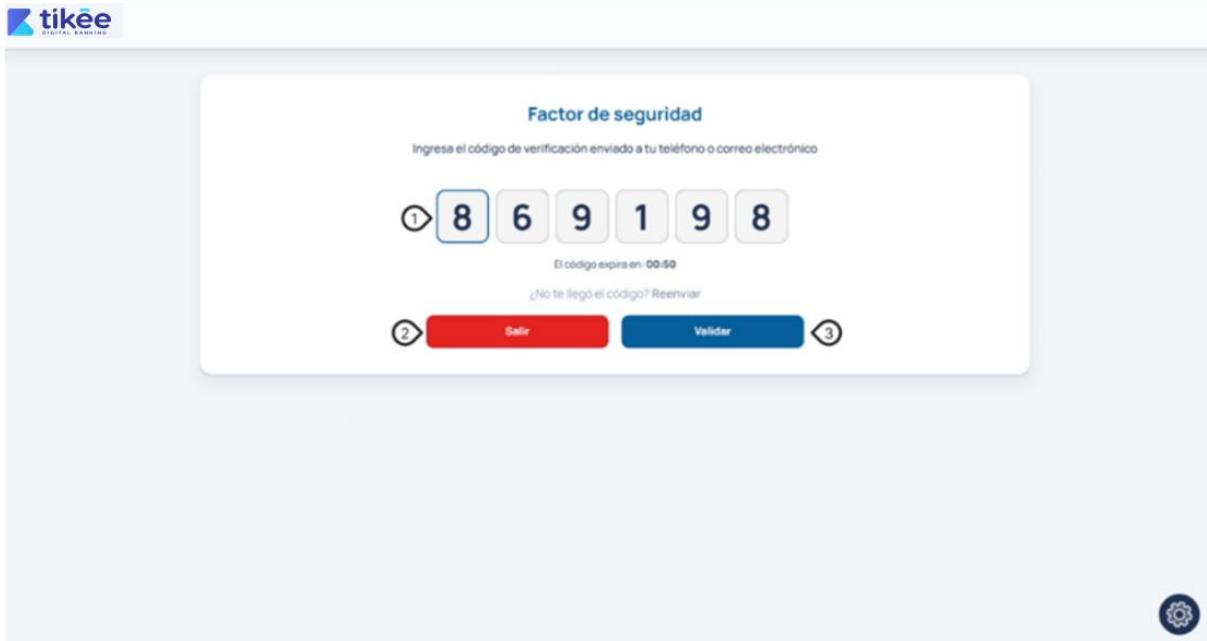 tikēe
DIGITAL BANKING
Factor de seguridad
Ingresa el código de verificación enviado a tu teléfono o correo electrónico
1 8 6 9 1 9 8
El código expira en: 00:50
¿No te llegó el código? Reenviar
2 Salir Validar 3